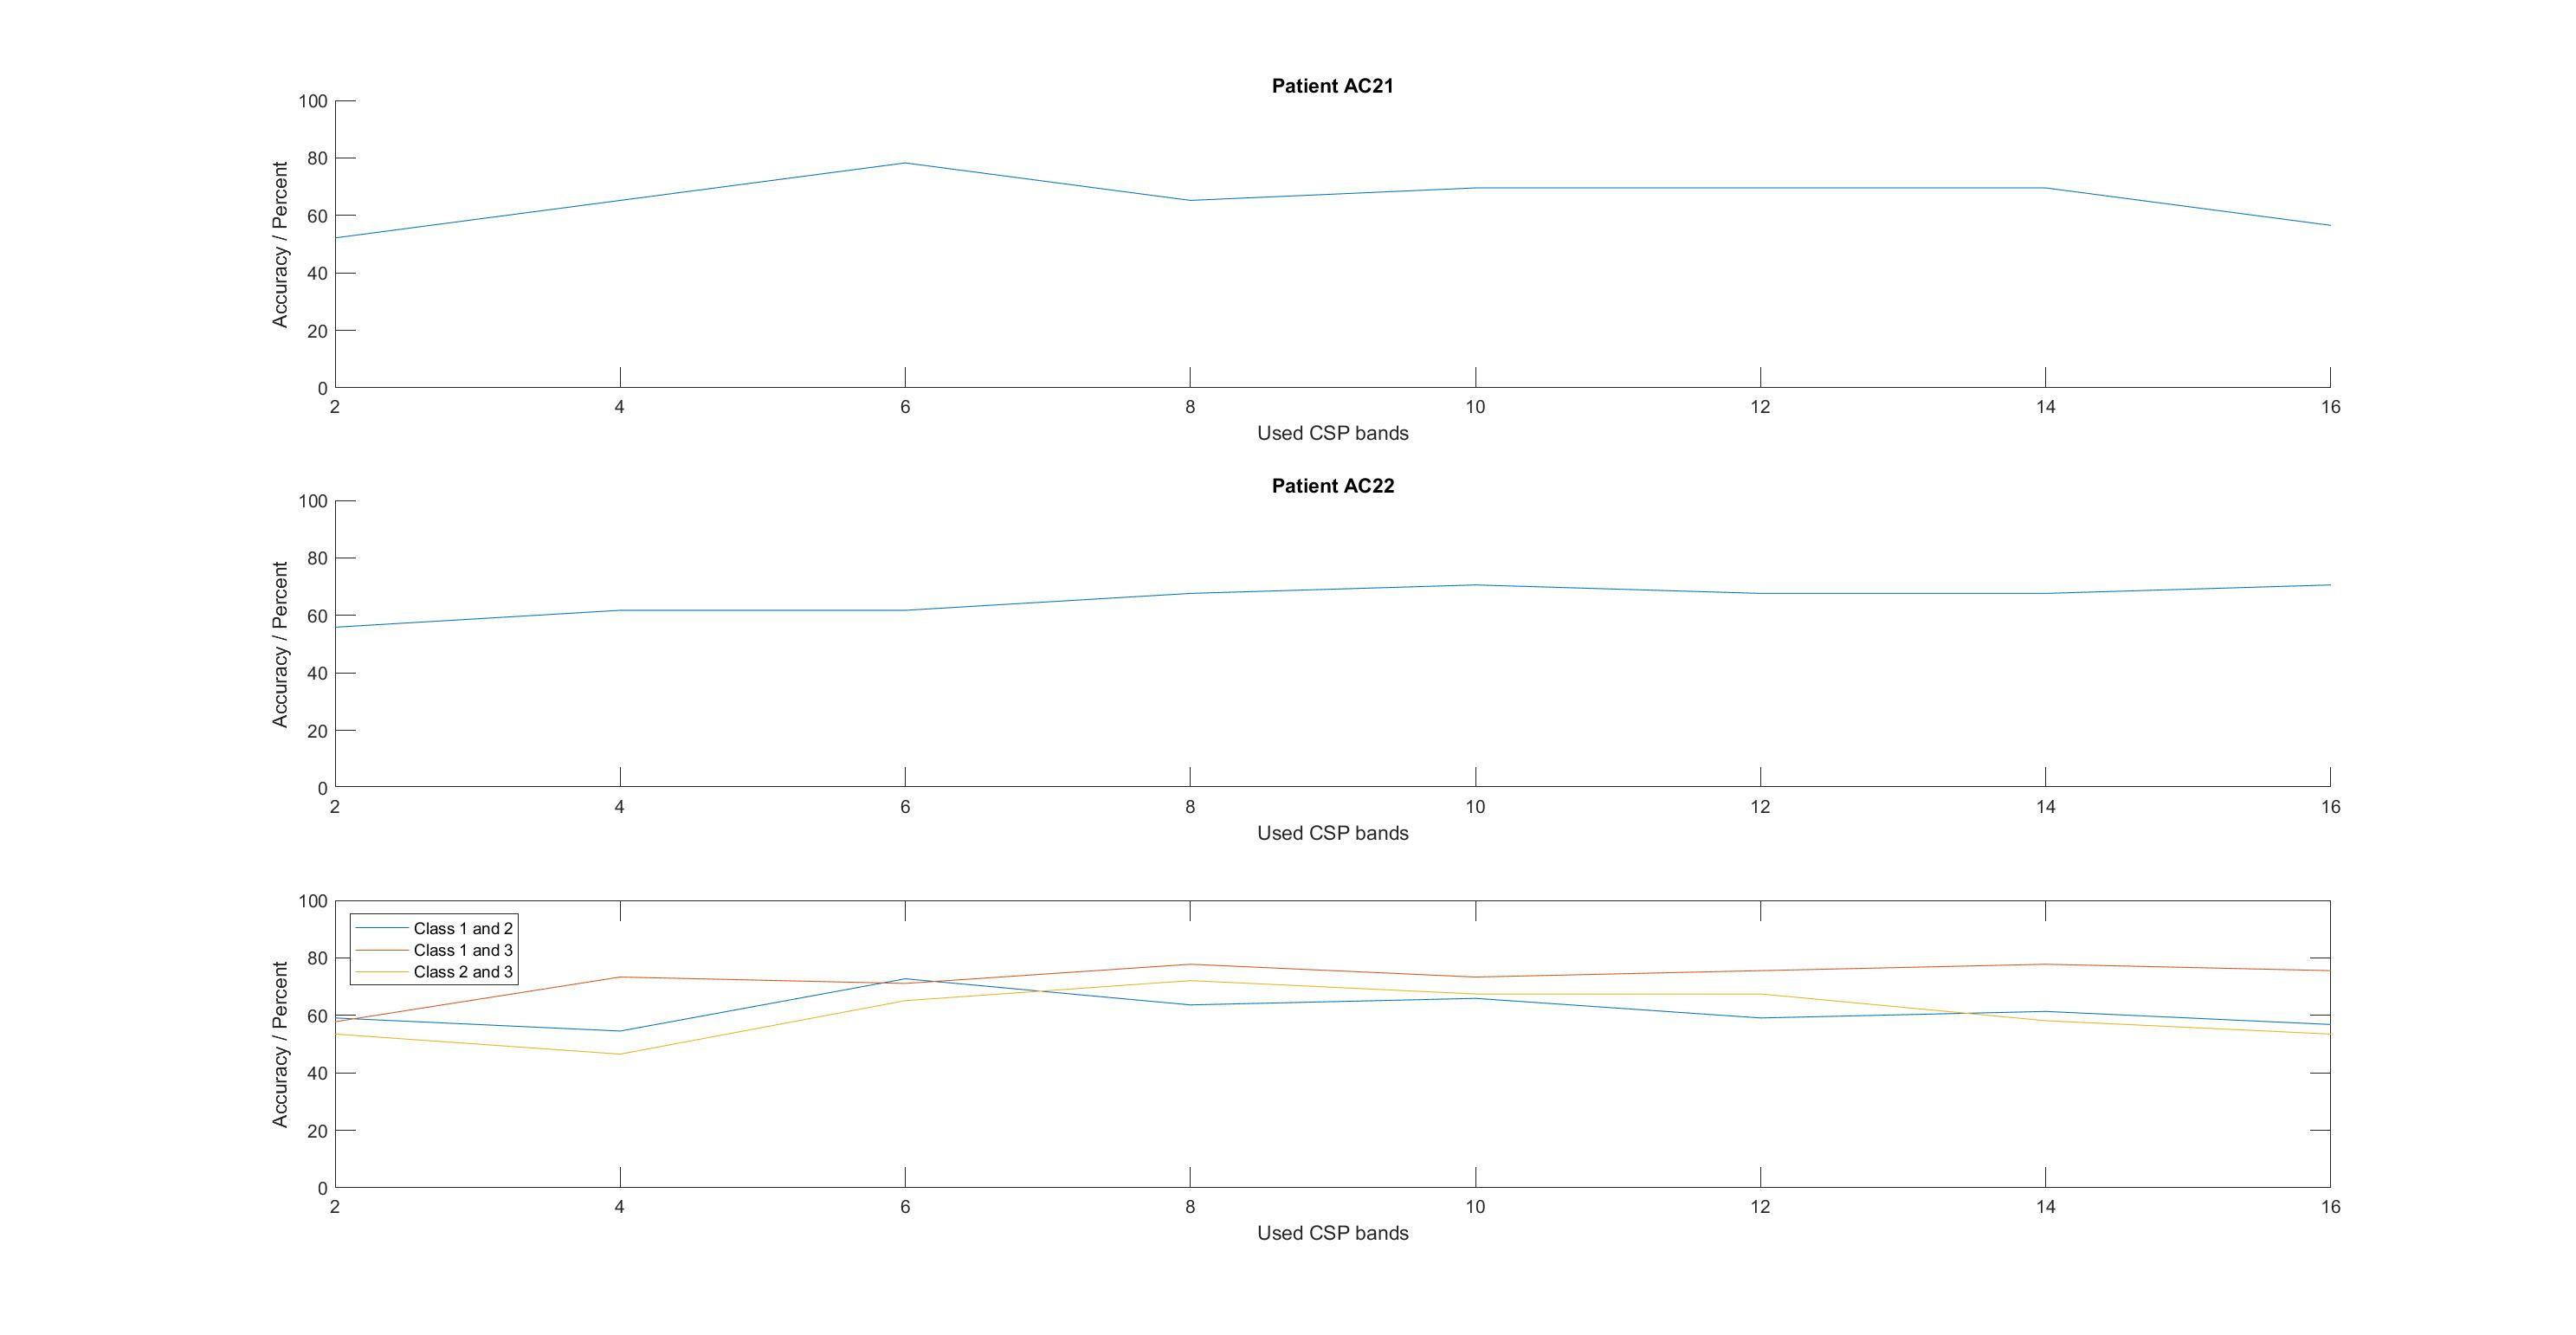 Patient AC21
100
80
60
40
20
0
Accuracy / Percent
2 4 6 8 10 12 14 16
Used CSP bands
Patient AC22
100
80
60
40
20
0
Accuracy / Percent
2 4 6 8 10 12 14 16
Used CSP bands
100
80
60
40
20
0
Accuracy / Percent
Class 1 and 2
Class 1 and 3
Class 2 and 3
2 4 6 8 10 12 14 16
Used CSP bands